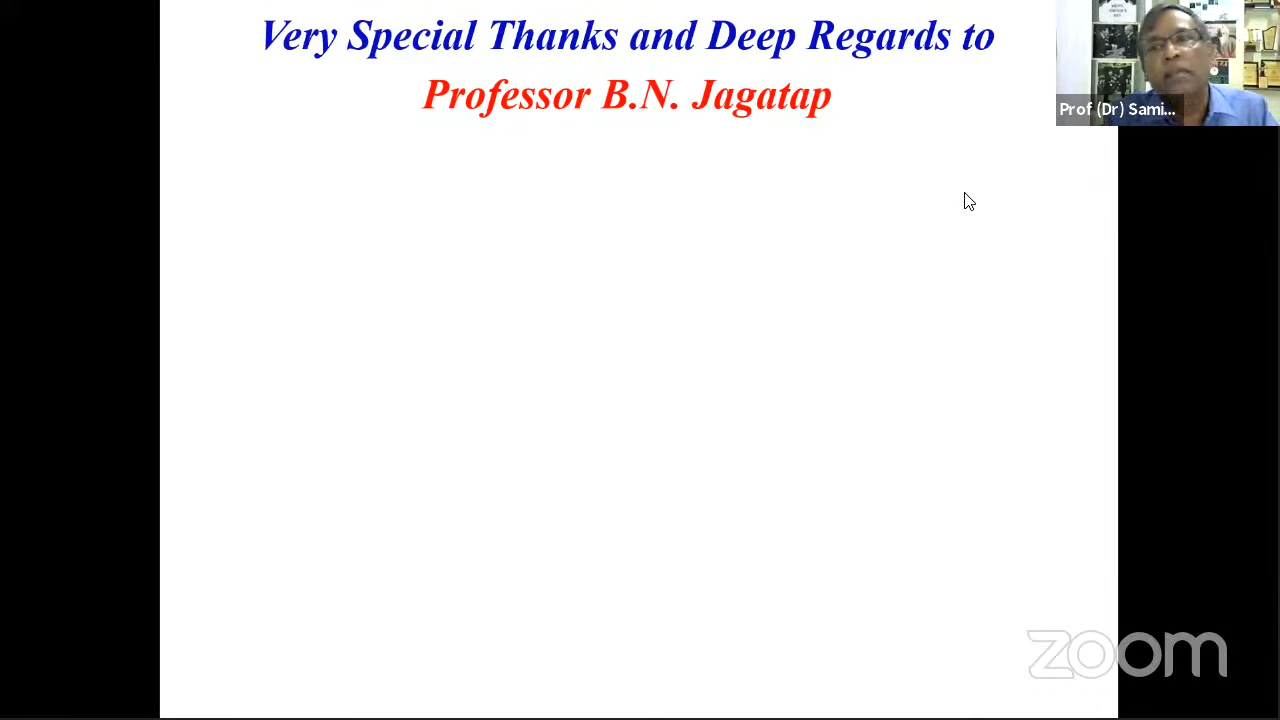 Very Special Thanks and Deep Regards to
Professor B.N. Jagatap
Prof (Dr) Sami...
zoom